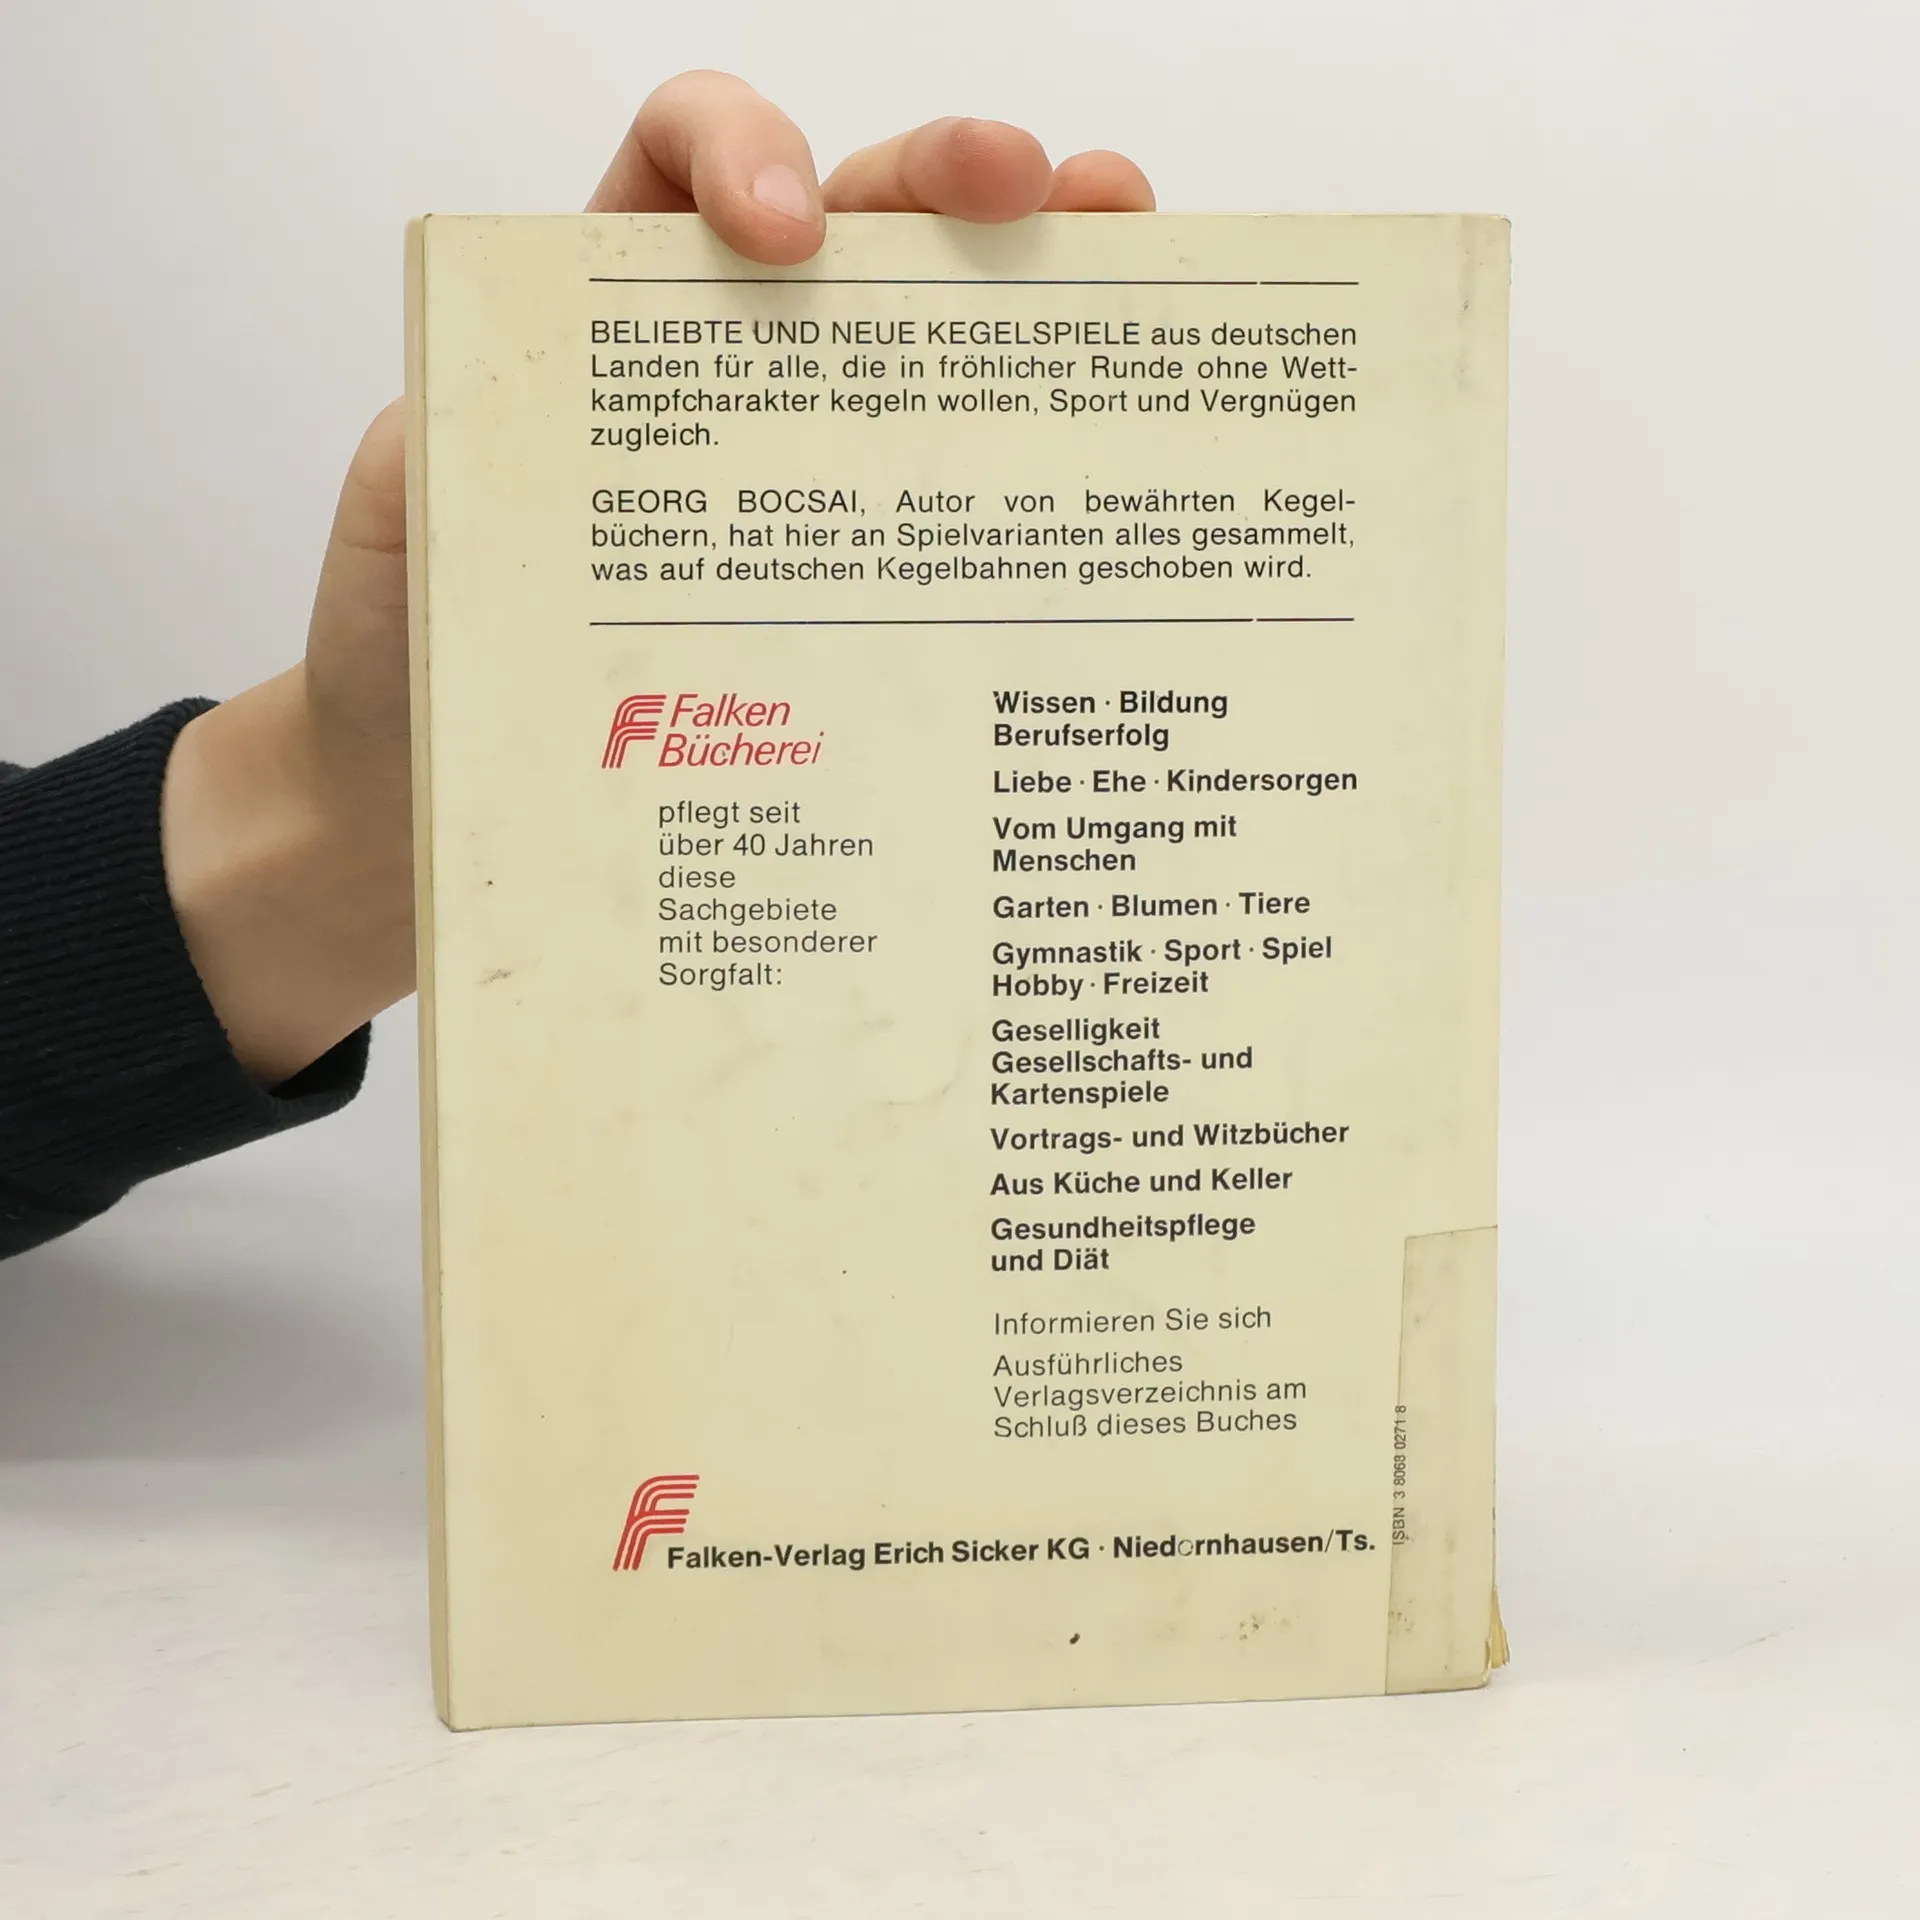 BELIEBTE UND NEUE KEGELSPIELE aus deutschen
Landen für alle, die in fröhlicher Runde ohne Wett-
kampfcharakter kegeln wollen, Sport und Vergnügen
zugleich.
GEORG BOCSAI, Autor von bewährten Kegel-
büchern, hat hier an Spielvarianten alles gesammelt,
was auf deutschen Kegelbahnen geschoben wird.
Falken
Bücherei
pflegt seit
über 40 Jahren
diese
Sachgebiete
mit besonderer
Sorgfalt:
Wissen · Bildung
Berufserfolg
Liebe · Ehe · Kindersorgen
Vom Umgang mit
Menschen
Garten · Blumen · Tiere
Gymnastik · Sport · Spiel
Hobby · Freizeit
Geselligkeit
Gesellschafts- und
Kartenspiele
Vortrags- und Witzbücher
Aus Küche und Keller
Gesundheitspflege
und Diät
Informieren Sie sich
Ausführliches
Verlagsverzeichnis am
Schluß dieses Buches
Falken-Verlag Erich Sicker KG · Niedernhausen/Ts.
ISBN 3 8068 0271 8